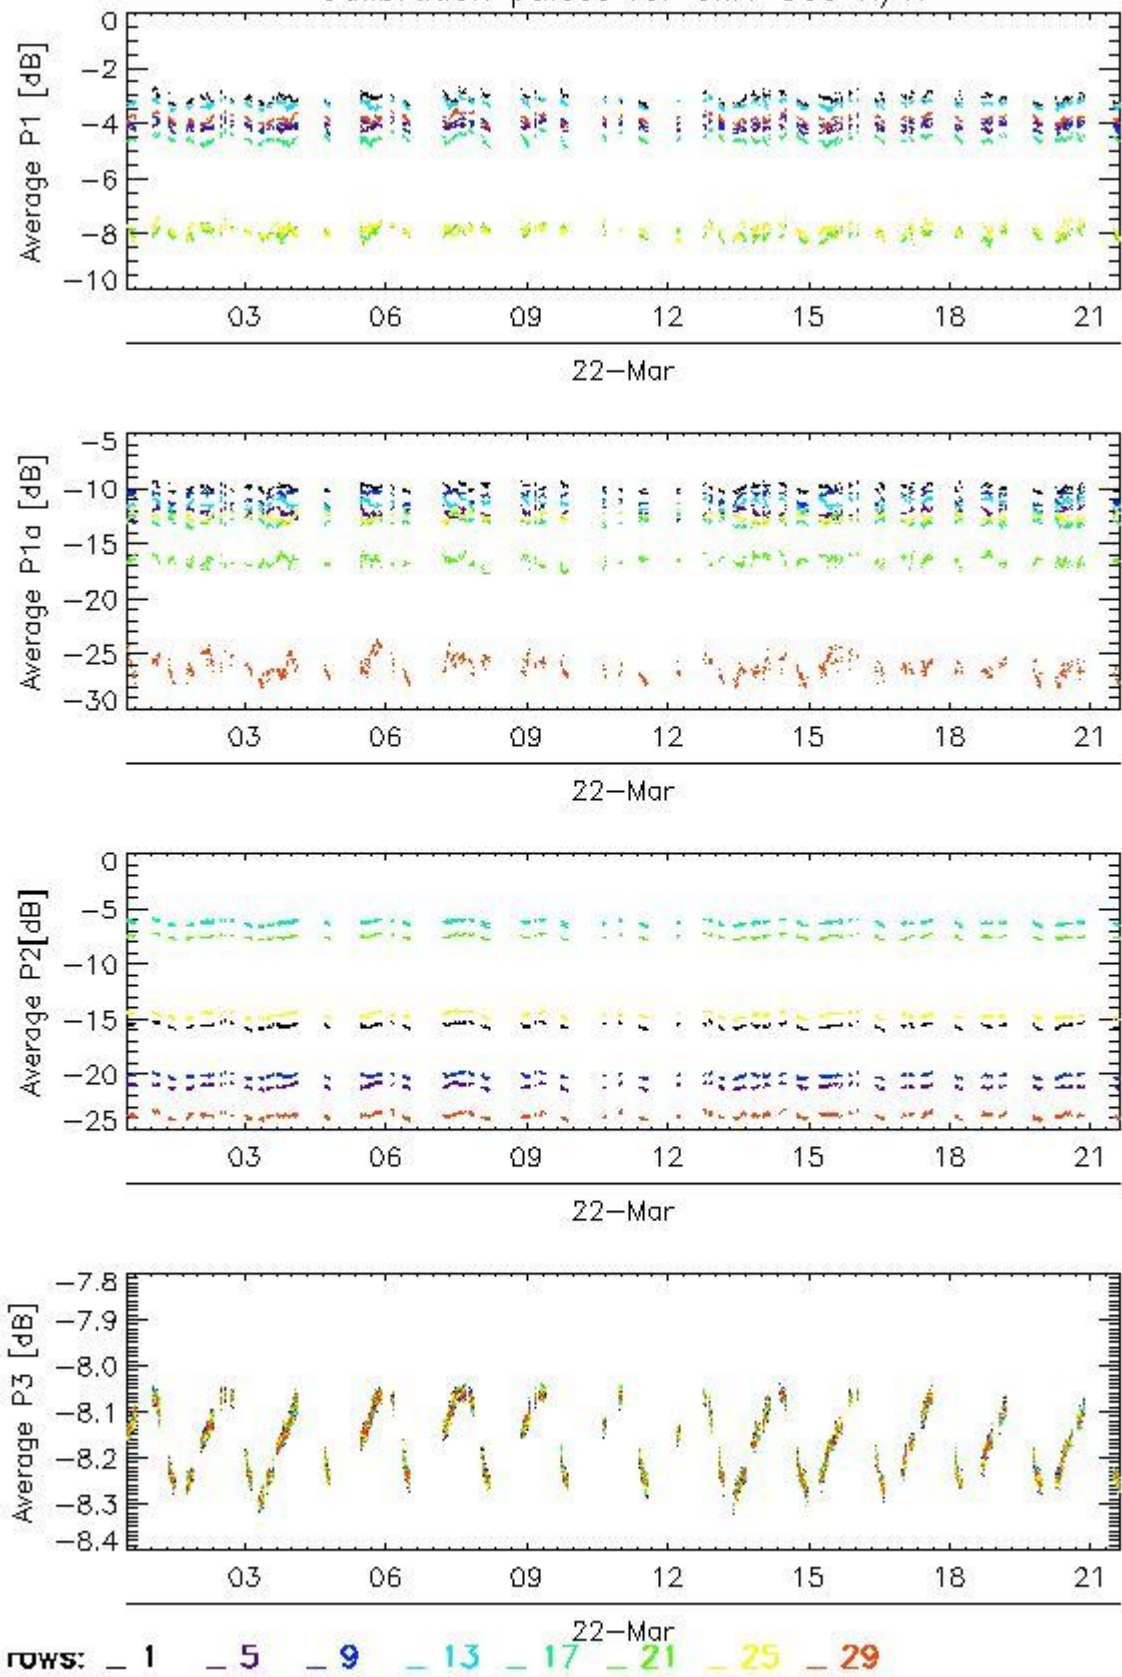 Average P1 [dB]
0
-2
-4
-6
-8
-10
03 06 09 12 15 18 21
22-Mar
Average P1a [dB]
-5
-10
-15
-20
-25
-30
03 06 09 12 15 18 21
22-Mar
Average P2[dB]
0
-5
-10
-15
-20
-25
03 06 09 12 15 18 21
22-Mar
Average P3 [dB]
-7.8
-7.9
-8.0
-8.1
-8.2
-8.3
-8.4
03 06 09 12 15 18 21
22-Mar
rows: _ 1 _ 5 _ 9 _ 13 _ 17 _ 21 _ 25 _ 29